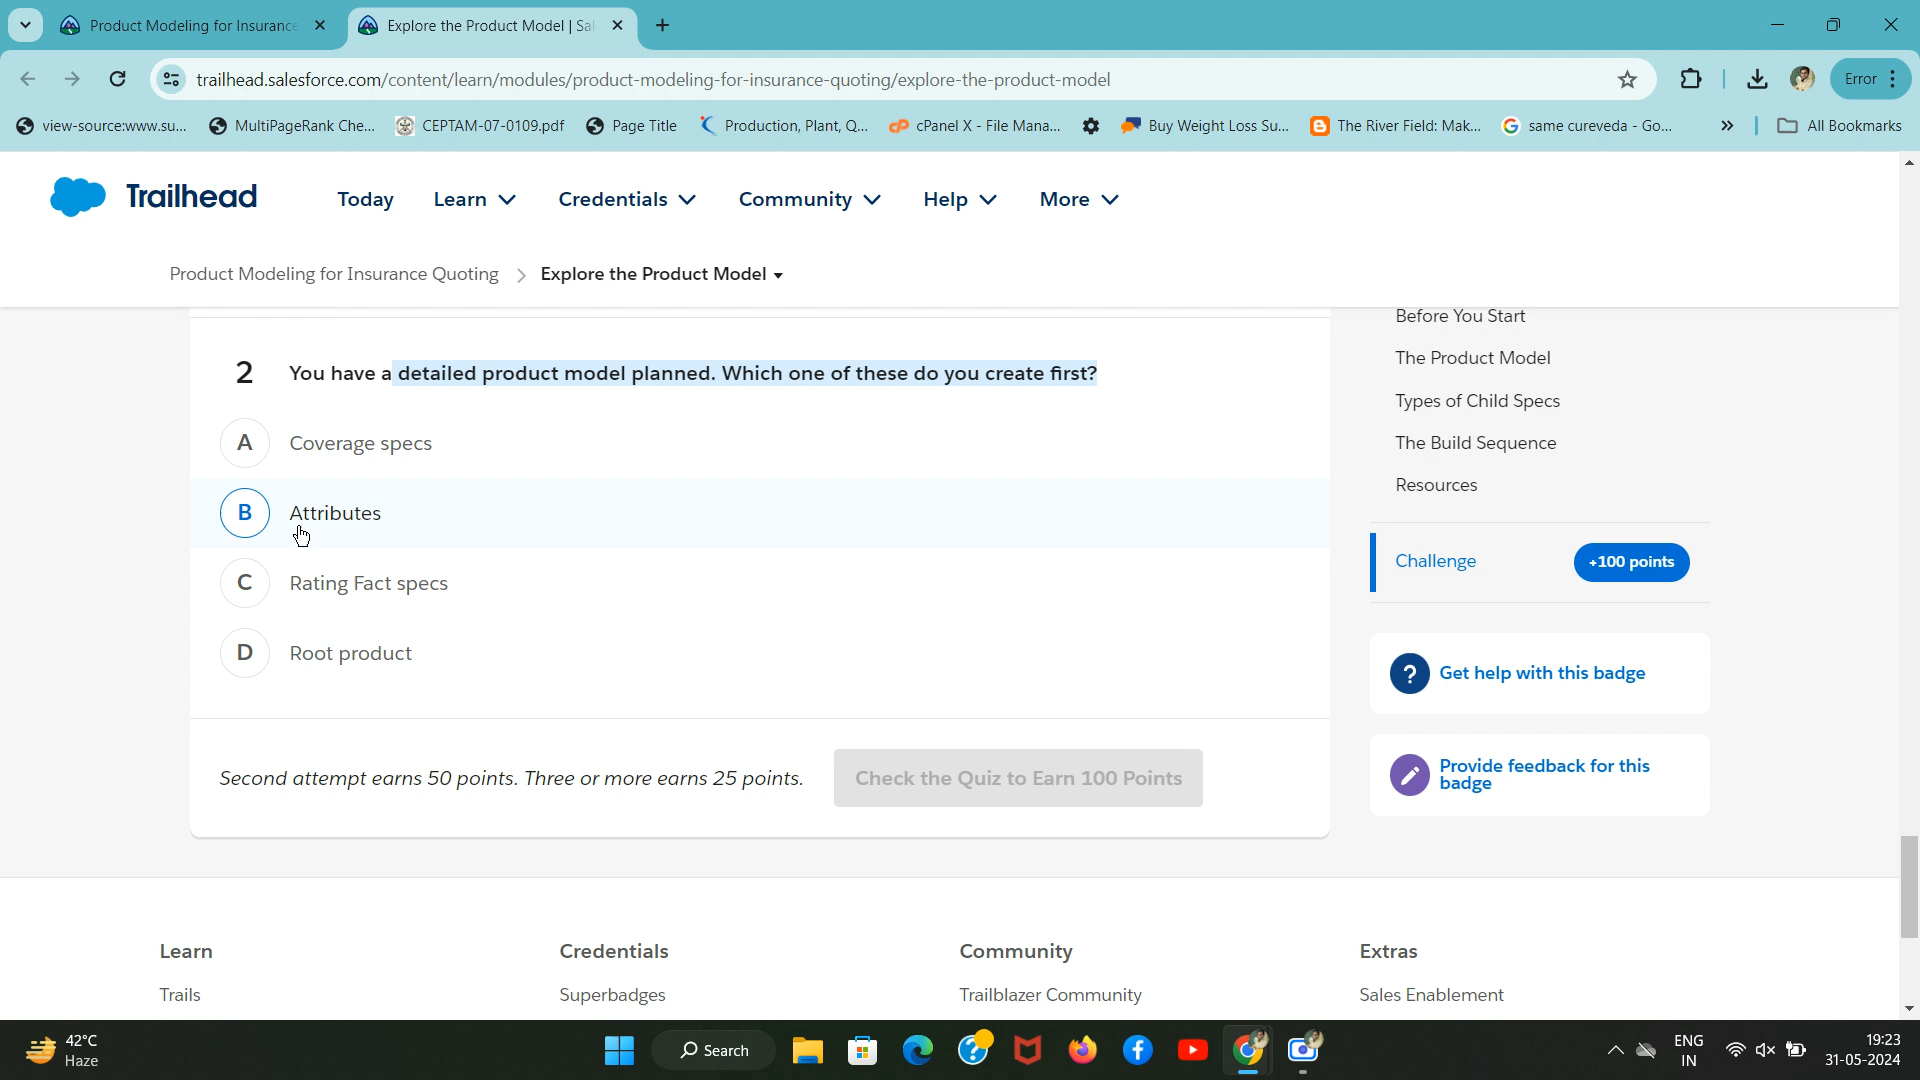 Product Modeling for Insurance
Explore the Product Model | Sal
trailhead.salesforce.com/content/learn/modules/product-modeling-for-insurance-quoting/explore-the-product-model
Error
view-source:www.su...
MultiPageRank Che...
CEPTAM-07-0109.pdf
Page Title
Production, Plant, Q...
cPanel X - File Mana...
Buy Weight Loss Su...
The River Field: Mak...
same cureveda - Go...
All Bookmarks
Trailhead
Today
Learn
Credentials
Community
Help
More
Product Modeling for Insurance Quoting
Explore the Product Model
2 You have a detailed product model planned. Which one of these do you create first?
A Coverage specs
B Attributes
C Rating Fact specs
D Root product
Second attempt earns 50 points. Three or more earns 25 points.
Check the Quiz to Earn 100 Points
Before You Start
The Product Model
Types of Child Specs
The Build Sequence
Resources
Challenge
+100 points
? Get help with this badge
Provide feedback for this
badge
Learn
Credentials
Community
Extras
Trails
Superbadges
Trailblazer Community
Sales Enablement
42°C
Haze
Search
ENG
IN
19:23
31-05-2024